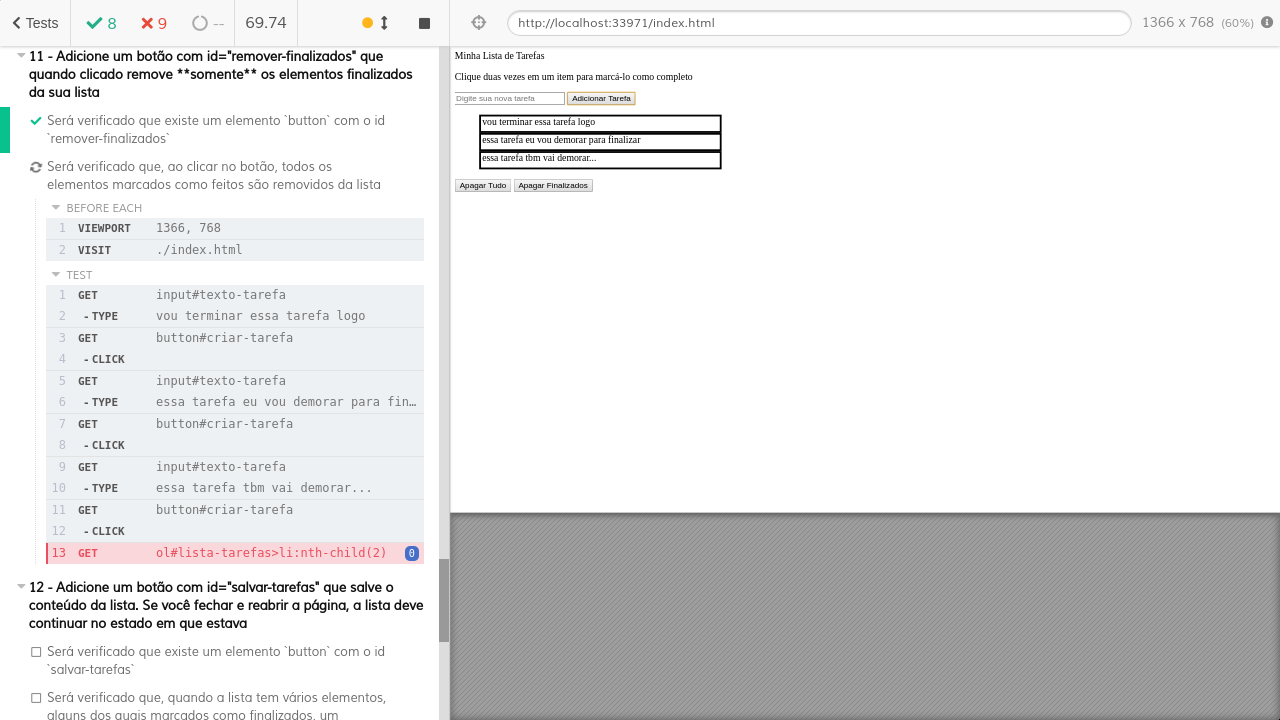 Tests
8
9
--
69.74
http://localhost:33971/index.html
1366 x 768 (60%)
11 - Adicione um botão com id="remover-finalizados" que
quando clicado remove **somente** os elementos finalizados
da sua lista
Será verificado que existe um elemento `button` com o id
`remover-finalizados`
Será verificado que, ao clicar no botão, todos os
elementos marcados como feitos são removidos da lista
BEFORE EACH
1 VIEWPORT 1366, 768
2 VISIT ./index.html
TEST
1 GET input#texto-tarefa
2 -TYPE vou terminar essa tarefa logo
3 GET button#criar-tarefa
4 -CLICK
5 GET input#texto-tarefa
6 -TYPE essa tarefa eu vou demorar para fin…
7 GET button#criar-tarefa
8 -CLICK
9 GET input#texto-tarefa
10 -TYPE essa tarefa tbm vai demorar...
11 GET button#criar-tarefa
12 -CLICK
13 GET ol#lista-tarefas>li:nth-child(2) 0
12 - Adicione um botão com id="salvar-tarefas" que salve o
conteúdo da lista. Se você fechar e reabrir a página, a lista deve
continuar no estado em que estava
Será verificado que existe um elemento `button` com o id
`salvar-tarefas`
Será verificado que, quando a lista tem vários elementos,
alguns dos quais marcados como finalizados, um
Minha Lista de Tarefas
Clique duas vezes em um item para marcá-lo como completo
Digite sua nova tarefa Adicionar Tarefa
vou terminar essa tarefa logo
essa tarefa eu vou demorar para finalizar
essa tarefa tbm vai demorar...
Apagar Tudo Apagar Finalizados